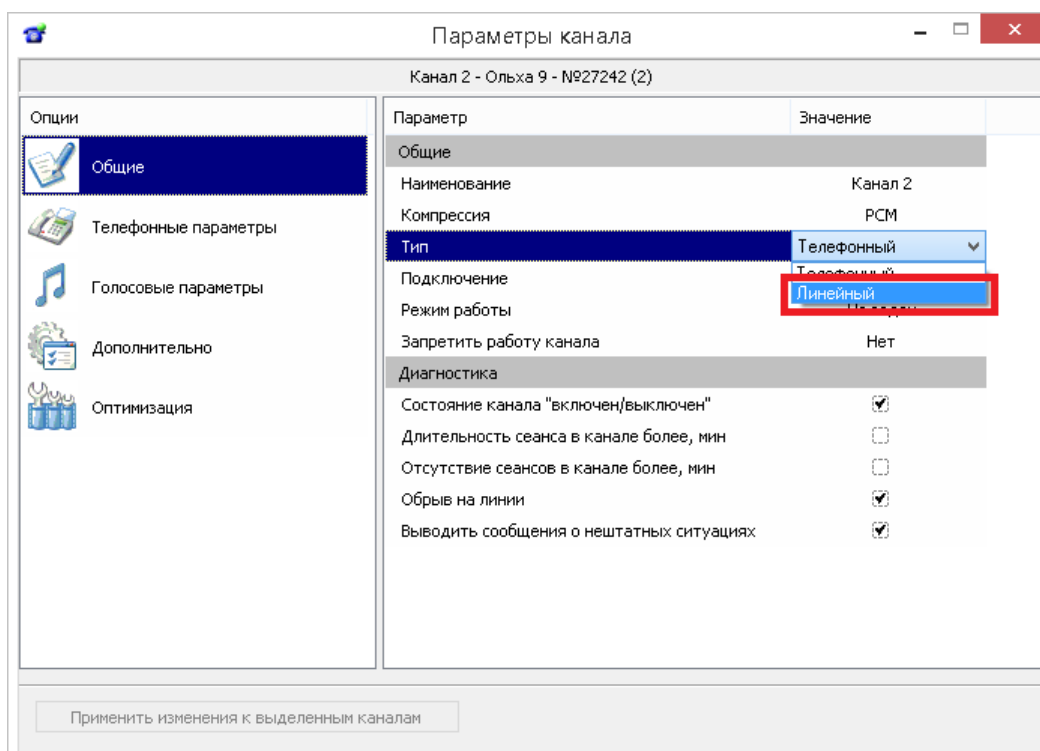 Параметры канала
Канал 2 - Ольха 9 - №27242 (2)
Опции
Общие
Телефонные параметры
Голосовые параметры
Дополнительно
Оптимизация
Параметр Значение
Общие
Наименование Канал 2
Компрессия PCM
Тип Телефонный
Телефонный
Подключение
Линейный
Режим работы
Запретить работу канала Нет
Диагностика
Состояние канала "включен/выключен"
Длительность сеанса в канале более, мин
Отсутствие сеансов в канале более, мин
Обрыв на линии
Выводить сообщения о нештатных ситуациях
Применить изменения к выделенным каналам